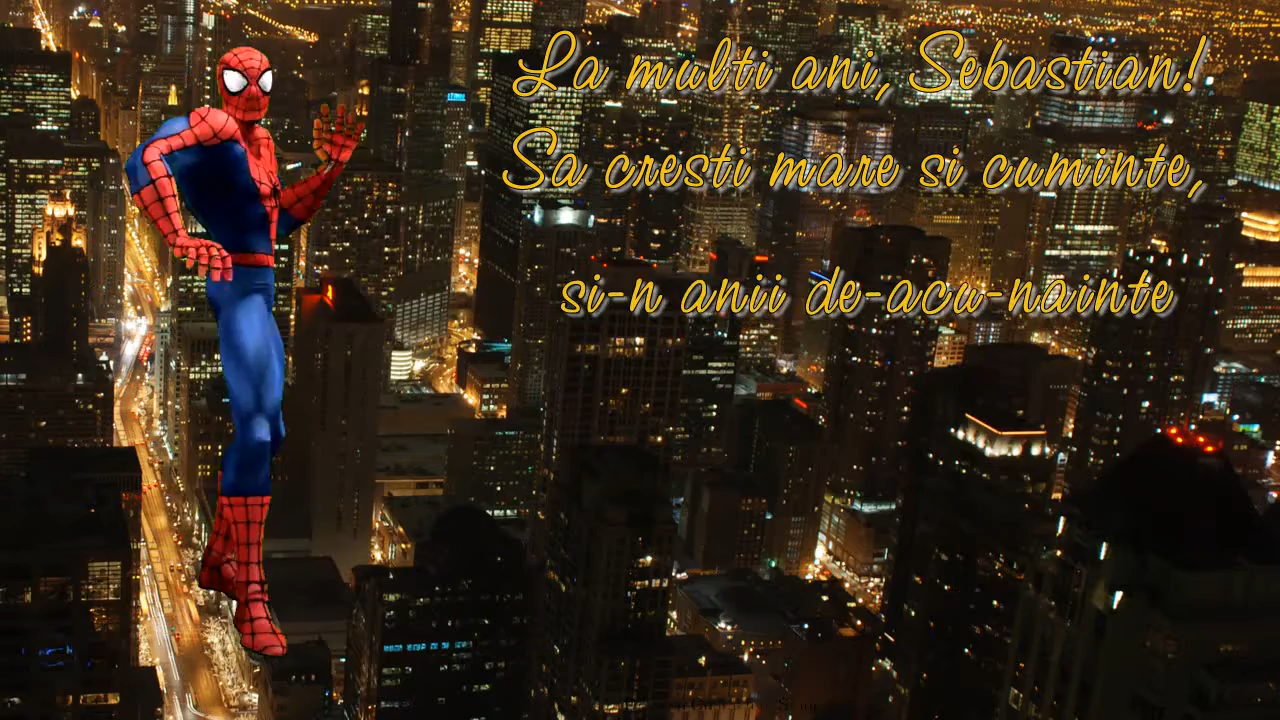 La multi ani, Sebastian!
Sa cresti mare si cuminte,
si-n anii de-acu-nainte